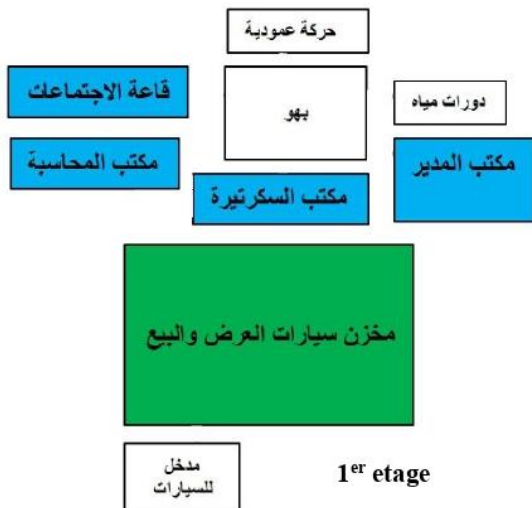 حركة عمودية
قاعة الاجتماعات
بهو
دورات مياه
مكتب المحاسبة
مكتب المدير
مكتب السكرتيرة
مخزن سيارات العرض والبيع
مدخل
للسيارات
1er etage